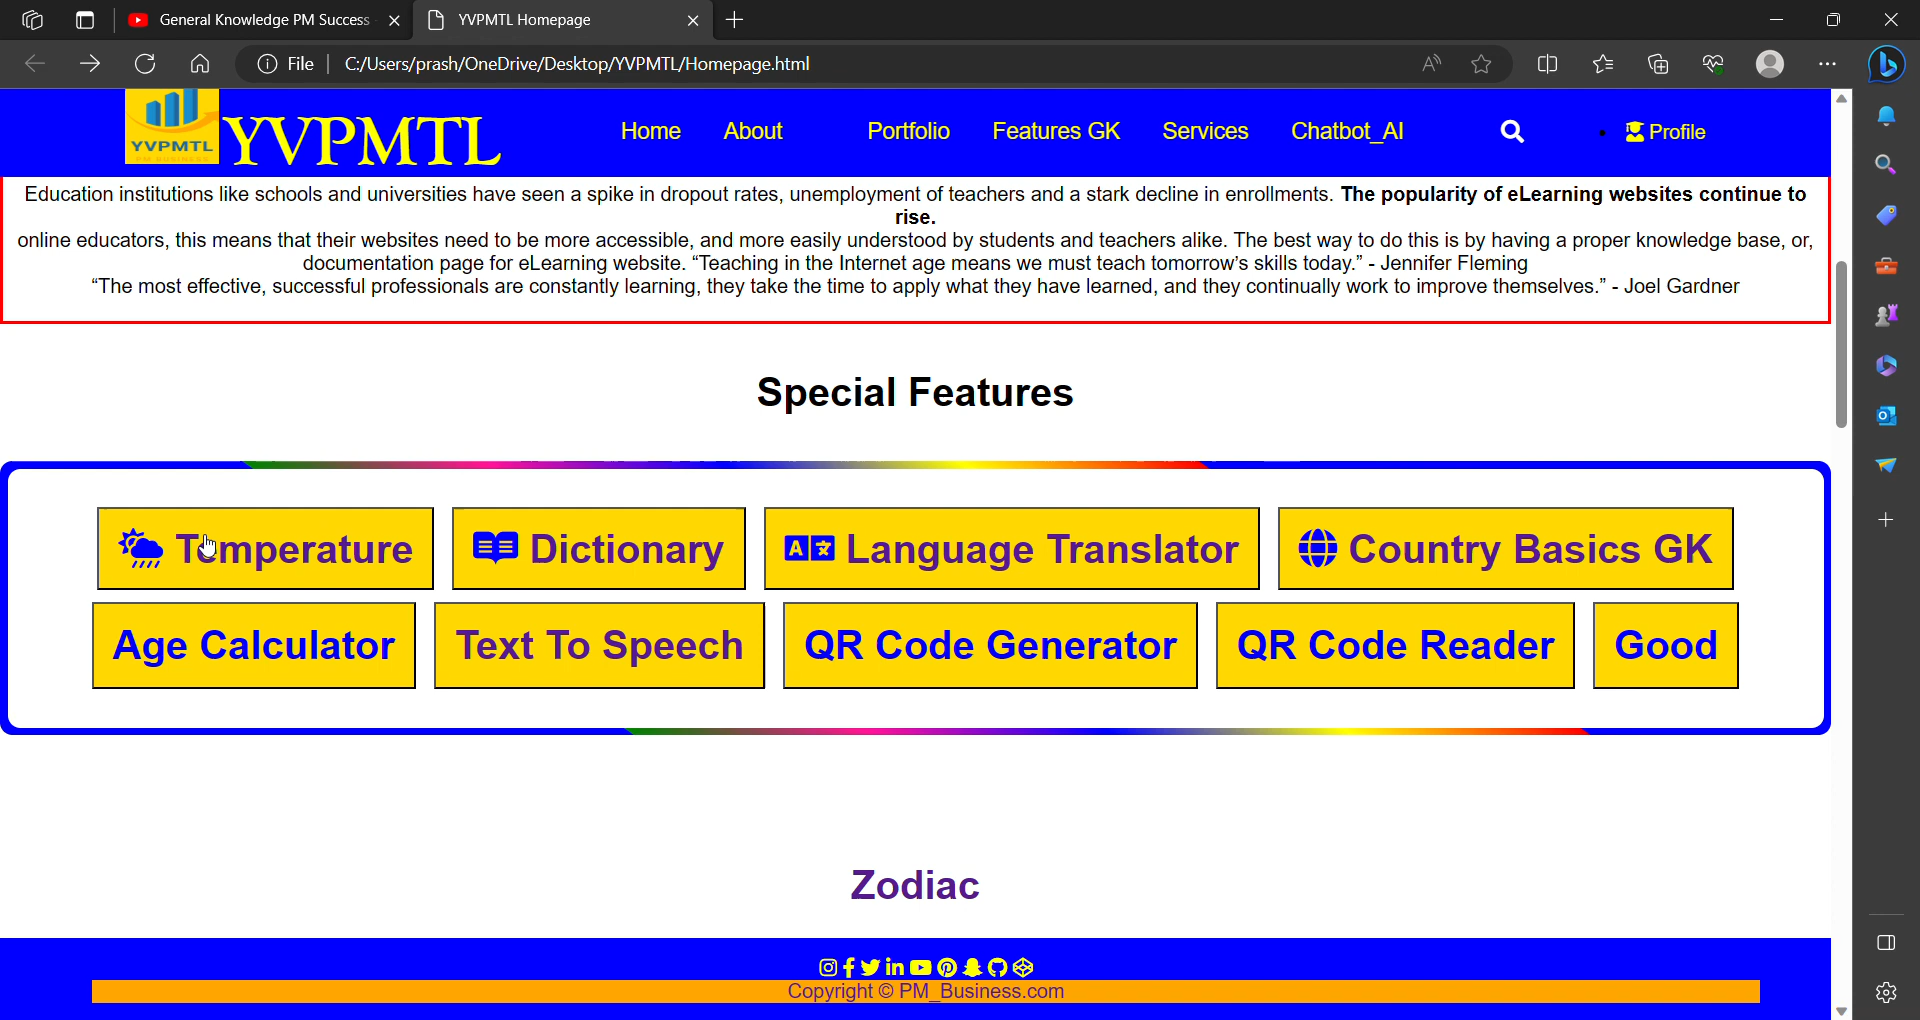 General Knowledge PM Success
YVPMTL Homepage
File
C:/Users/prash/OneDrive/Desktop/YVPMTL/Homepage.html
YVPMTL
PM BUSINESS
YVPMTL
Home About Portfolio Features GK Services Chatbot_AI Profile
Education institutions like schools and universities have seen a spike in dropout rates, unemployment of teachers and a stark decline in enrollments. The popularity of eLearning websites continue to
rise.
online educators, this means that their websites need to be more accessible, and more easily understood by students and teachers alike. The best way to do this is by having a proper knowledge base, or,
documentation page for eLearning website. “Teaching in the Internet age means we must teach tomorrow’s skills today.” - Jennifer Fleming
“The most effective, successful professionals are constantly learning, they take the time to apply what they have learned, and they continually work to improve themselves.” - Joel Gardner
Special Features
Temperature Dictionary Language Translator Country Basics GK
Age Calculator Text To Speech QR Code Generator QR Code Reader Good
Zodiac
Copyright © PM_Business.com